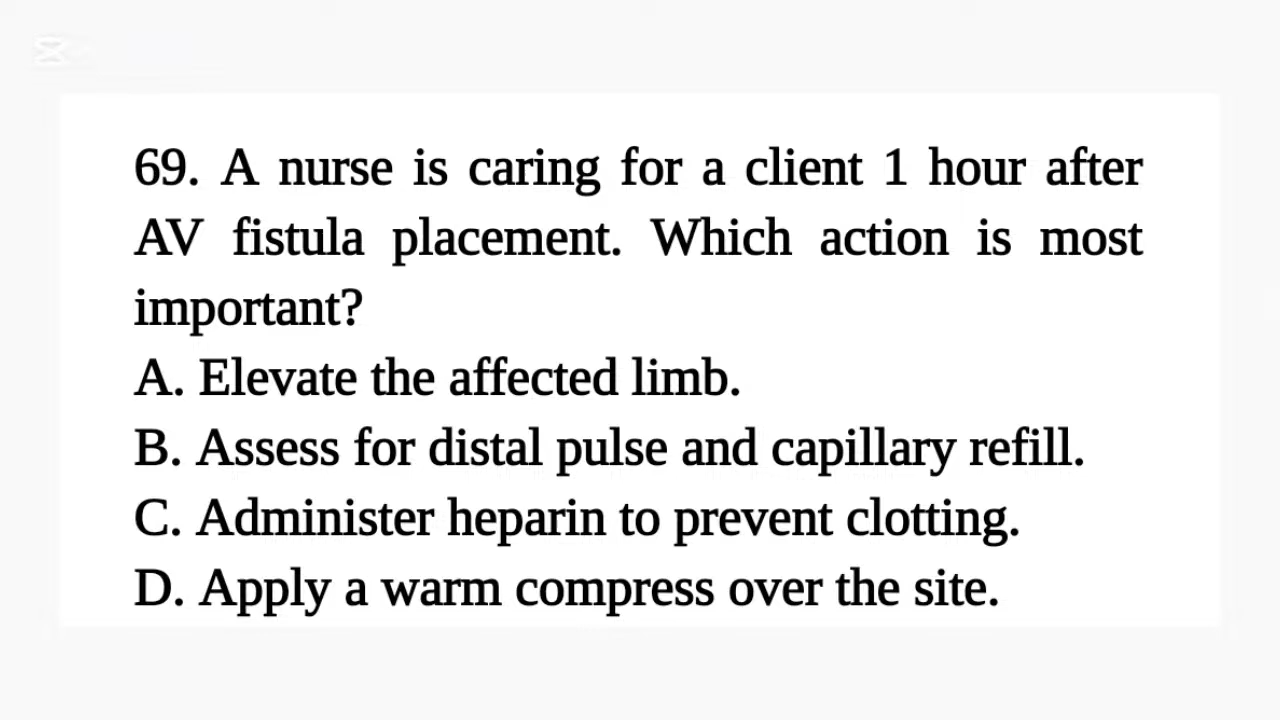 69. A nurse is caring for a client 1 hour after
AV fistula placement. Which action is most
important?
A. Elevate the affected limb.
B. Assess for distal pulse and capillary refill.
C. Administer heparin to prevent clotting.
D. Apply a warm compress over the site.